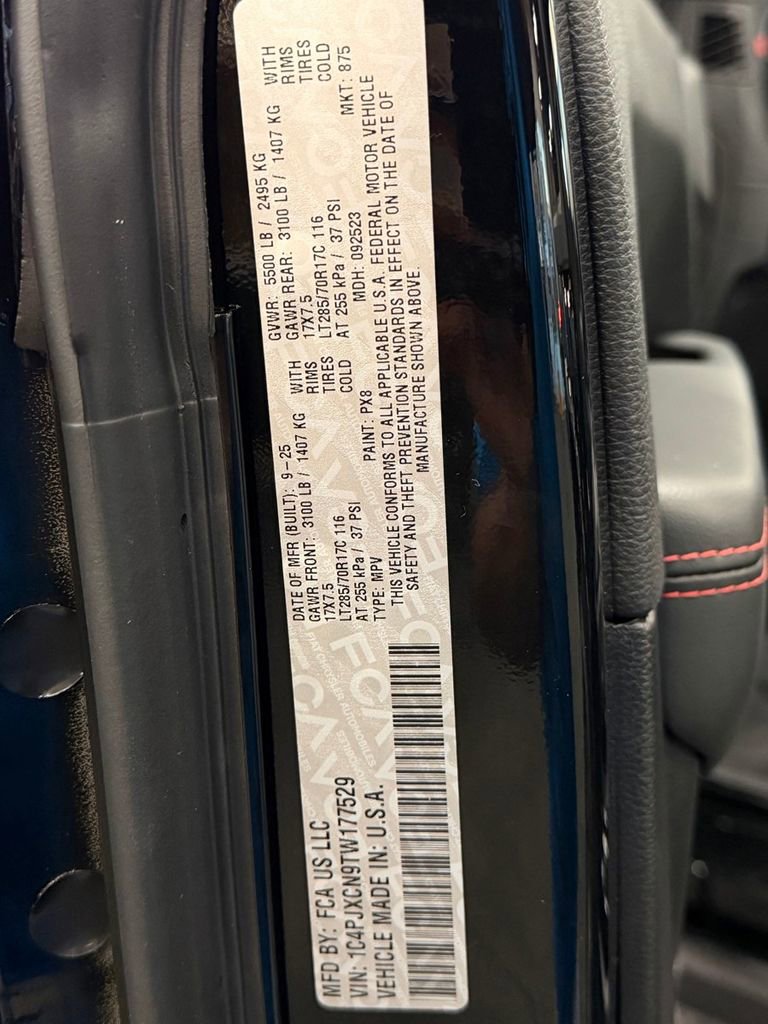 MFD BY: FCA US LLC
VIN: 1C4PJXCN9TW177529
VEHICLE MADE IN: U.S.A.
DATE OF MFR (BUILT): 9-25 GVWR: 5500 LB / 2495 KG
GAWR FRONT: 3100 LB / 1407 KG WITH GAWR REAR: 3100 LB / 1407 KG WITH
17X7.5 RIMS 17X7.5 RIMS
LT285/70R17C 116 TIRES LT285/70R17C 116 TIRES
AT 255 kPa / 37 PSI COLD AT 255 kPa / 37 PSI COLD
TYPE: MPV PAINT: PX8 MDH: 092523 MKT: 875
THIS VEHICLE CONFORMS TO ALL APPLICABLE U.S.A. FEDERAL MOTOR VEHICLE
SAFETY AND THEFT PREVENTION STANDARDS IN EFFECT ON THE DATE OF
MANUFACTURE SHOWN ABOVE.